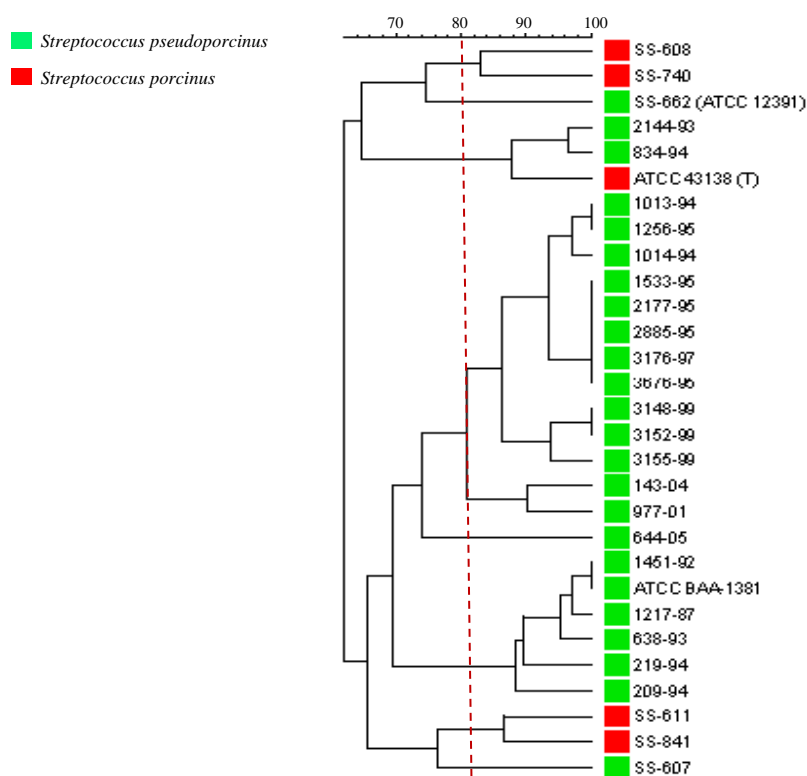 70 80 90 100
Streptococcus pseudoporcinus
Streptococcus porcinus
SS-608
SS-740
SS-662 (ATCC 12391)
2144-93
834-94
ATCC 43138 (T)
1013-94
1256-95
1014-94
1533-95
2177-95
2885-95
3176-97
3676-95
3148-99
3152-99
3155-99
143-04
977-01
644-05
1451-92
ATCC BAA-1381
1217-87
638-93
219-94
209-94
SS-611
SS-841
SS-607